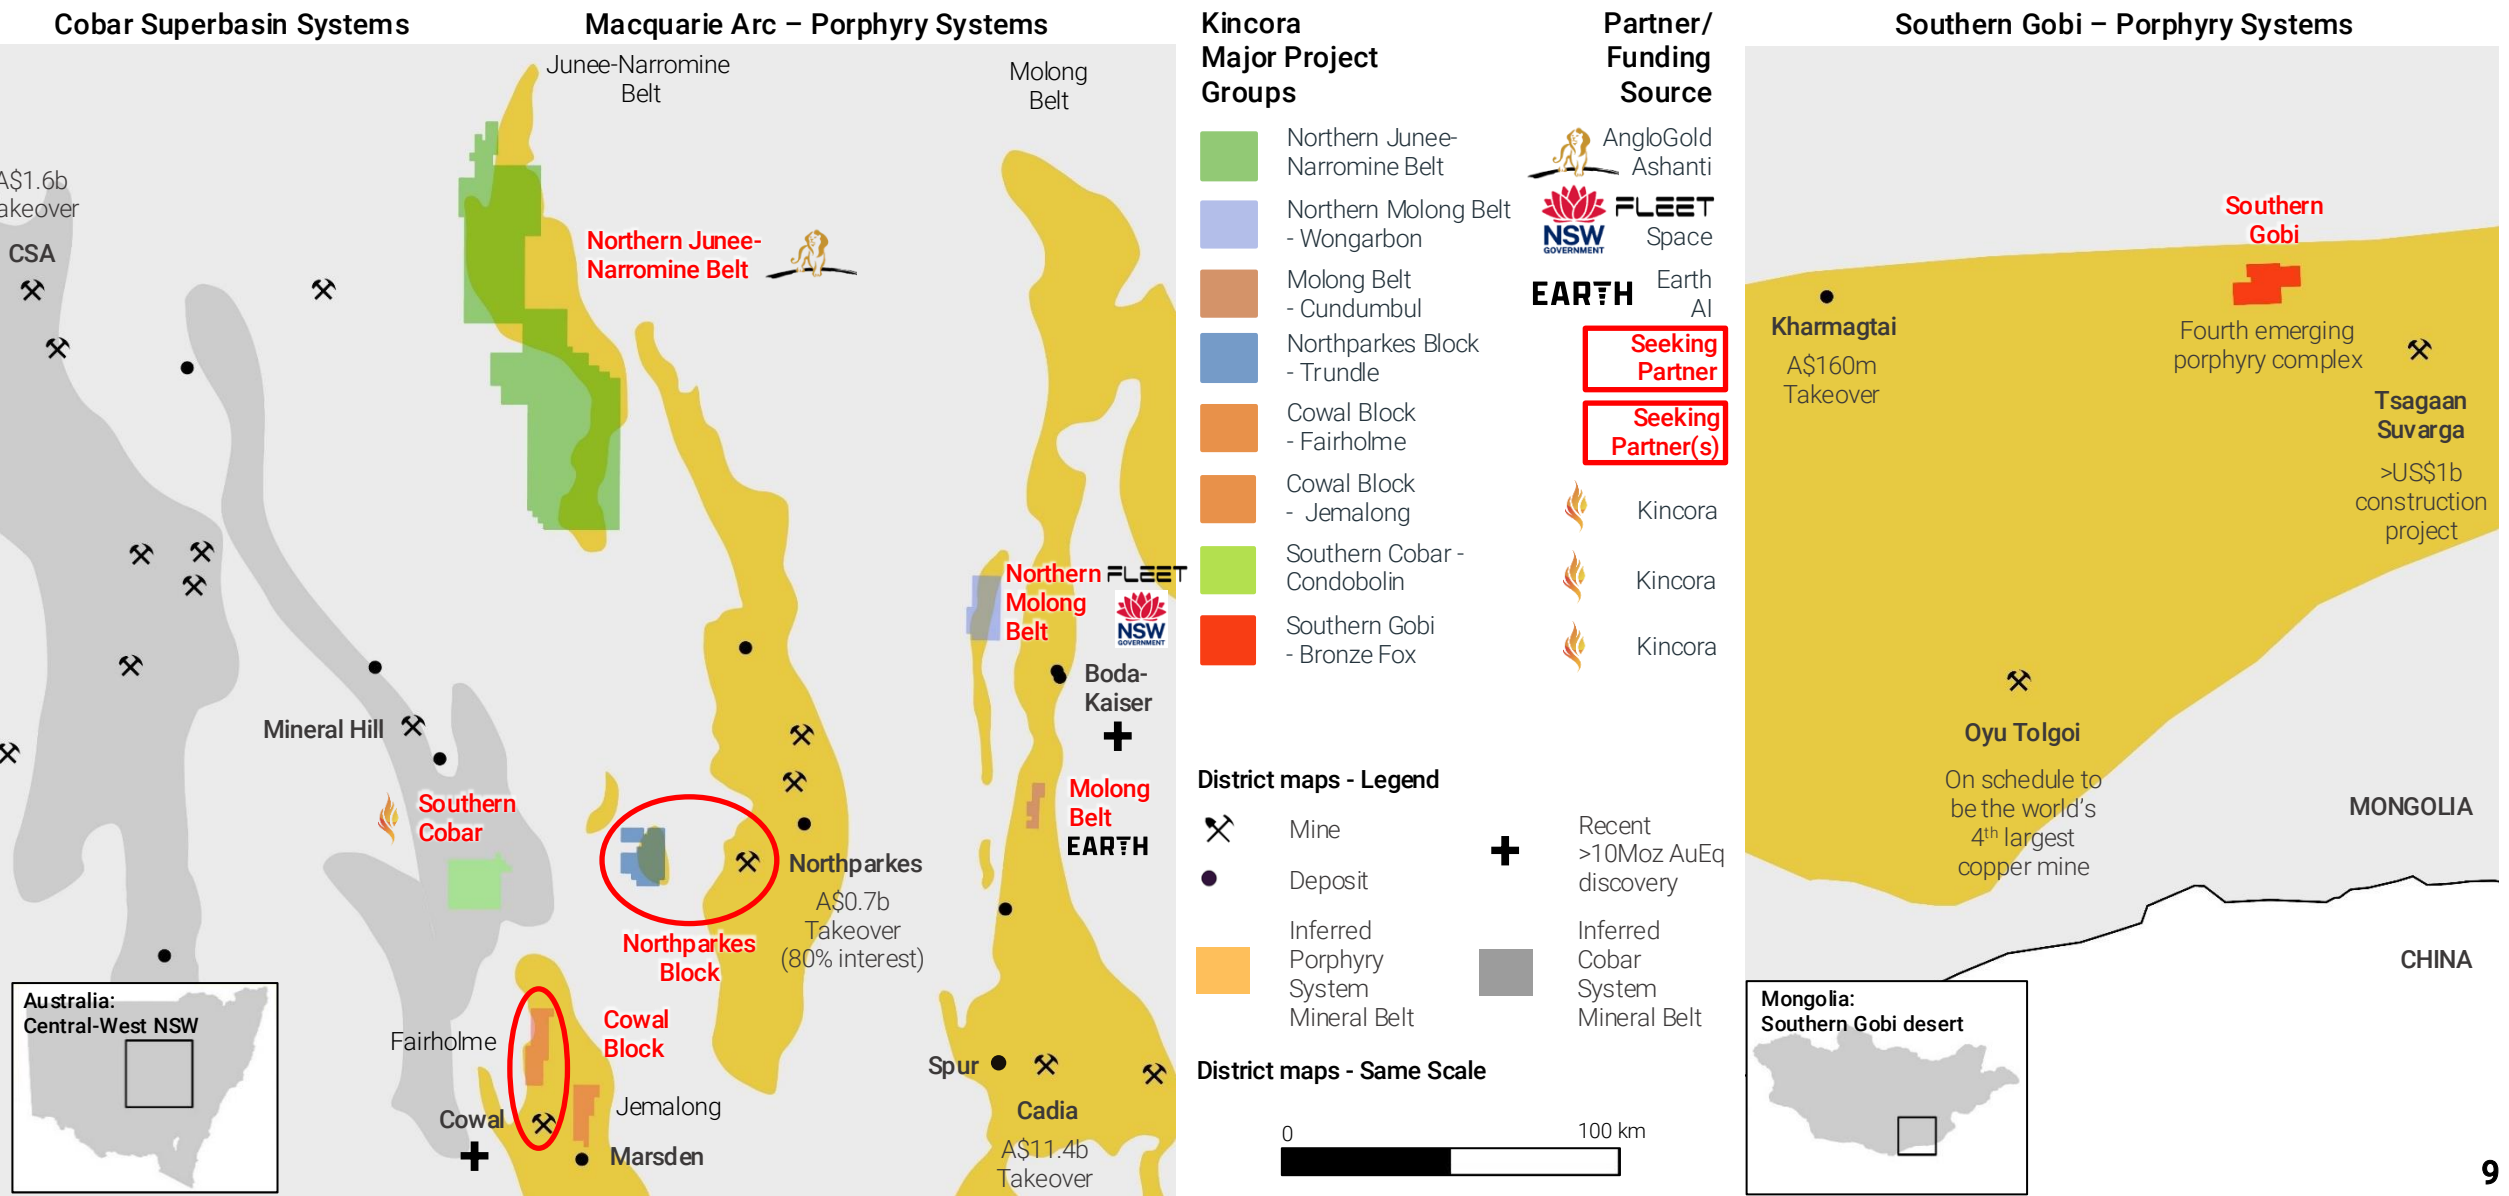 Cobar Superbasin Systems
Macquarie Arc – Porphyry Systems
Junee-Narromine
Belt
Molong
Belt
A$1.6b
akeover
CSA
Northern Junee-
Narromine Belt
Northern FLEET
Molong
Belt
NSW
GOVERNMENT
Boda-
Kaiser
Mineral Hill
Southern
Cobar
Molong
Belt
EARTH
Northparkes
A$0.7b
Takeover
(80% interest)
Northparkes
Block
Australia:
Central-West NSW
Fairholme
Cowal
Block
Cowal
Jemalong
Marsden
Spur
Cadia
A$11.4b
Takeover
Kincora
Major Project
Groups
Partner/
Funding
Source
Northern Junee-
Narromine Belt
AngloGold
Ashanti
Northern Molong Belt
- Wongarbon
NSW
GOVERNMENT
FLEET
Space
Molong Belt
- Cundumbul
EARTH
Earth
AI
Northparkes Block
- Trundle
Seeking
Partner
Cowal Block
- Fairholme
Seeking
Partner(s)
Cowal Block
- Jemalong
Kincora
Southern Cobar -
Condobolin
Kincora
Southern Gobi
- Bronze Fox
Kincora
District maps - Legend
Mine
Deposit
Recent
>10Moz AuEq
discovery
Inferred
Porphyry
System
Mineral Belt
Inferred
Cobar
System
Mineral Belt
District maps - Same Scale
0
100 km
Southern Gobi – Porphyry Systems
Southern
Gobi
Kharmagtai
A$160m
Takeover
Fourth emerging
porphyry complex
Tsagaan
Suvarga
>US$1b
construction
project
Oyu Tolgoi
On schedule to
be the world's
4th largest
copper mine
MONGOLIA
CHINA
Mongolia:
Southern Gobi desert
9